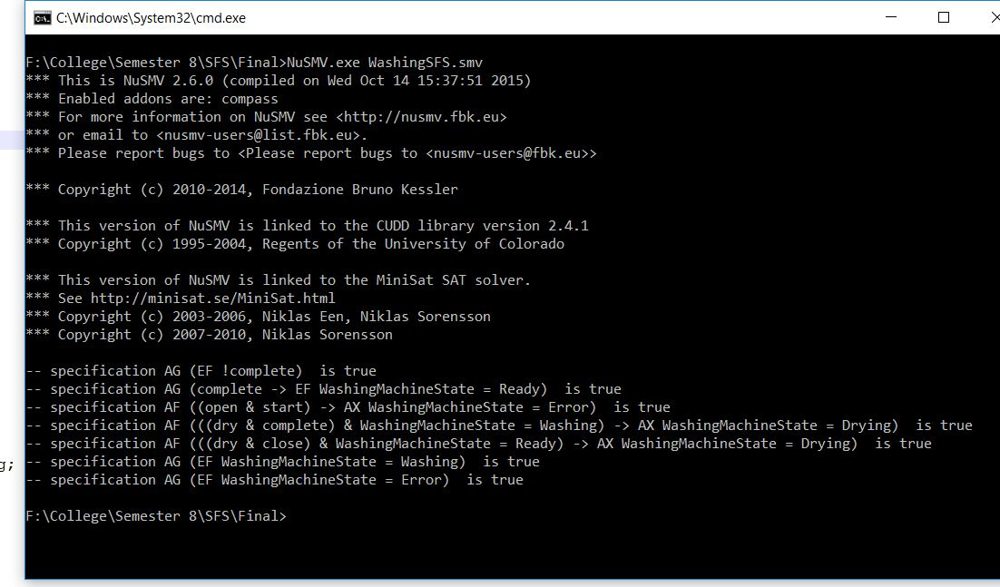 C:\Windows\System32\cmd.exe
F:\College\Semester 8\SFS\Final>NuSMV.exe WashingSFS.smv
*** This is NuSMV 2.6.0 (compiled on Wed Oct 14 15:37:51 2015)
*** Enabled addons are: compass
*** For more information on NuSMV see <http://nusmv.fbk.eu>
*** or email to <nusmv-users@list.fbk.eu>.
*** Please report bugs to <Please report bugs to <nusmv-users@fbk.eu>>
*** Copyright (c) 2010-2014, Fondazione Bruno Kessler
*** This version of NuSMV is linked to the CUDD library version 2.4.1
*** Copyright (c) 1995-2004, Regents of the University of Colorado
*** This version of NuSMV is linked to the MiniSat SAT solver.
*** See http://minisat.se/MiniSat.html
*** Copyright (c) 2003-2006, Niklas Een, Niklas Sorensson
*** Copyright (c) 2007-2010, Niklas Sorensson
-- specification AG (EF !complete)  is true
-- specification AG (complete -> EF WashingMachineState = Ready)  is true
-- specification AF ((open & start) -> AX WashingMachineState = Error)  is true
-- specification AF (((dry & complete) & WashingMachineState = Washing) -> AX WashingMachineState = Drying)  is true
-- specification AF (((dry & close) & WashingMachineState = Ready) -> AX WashingMachineState = Drying)  is true
g;
-- specification AG (EF WashingMachineState = Washing)  is true
-- specification AG (EF WashingMachineState = Error)  is true
F:\College\Semester 8\SFS\Final>